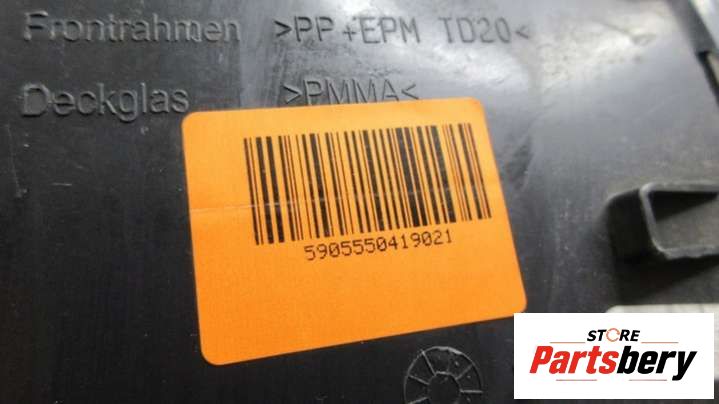 Frontrahmen >PP+EPM TD20<
Deckglas >PMMA<
5905550419021
STORE
Partsbery